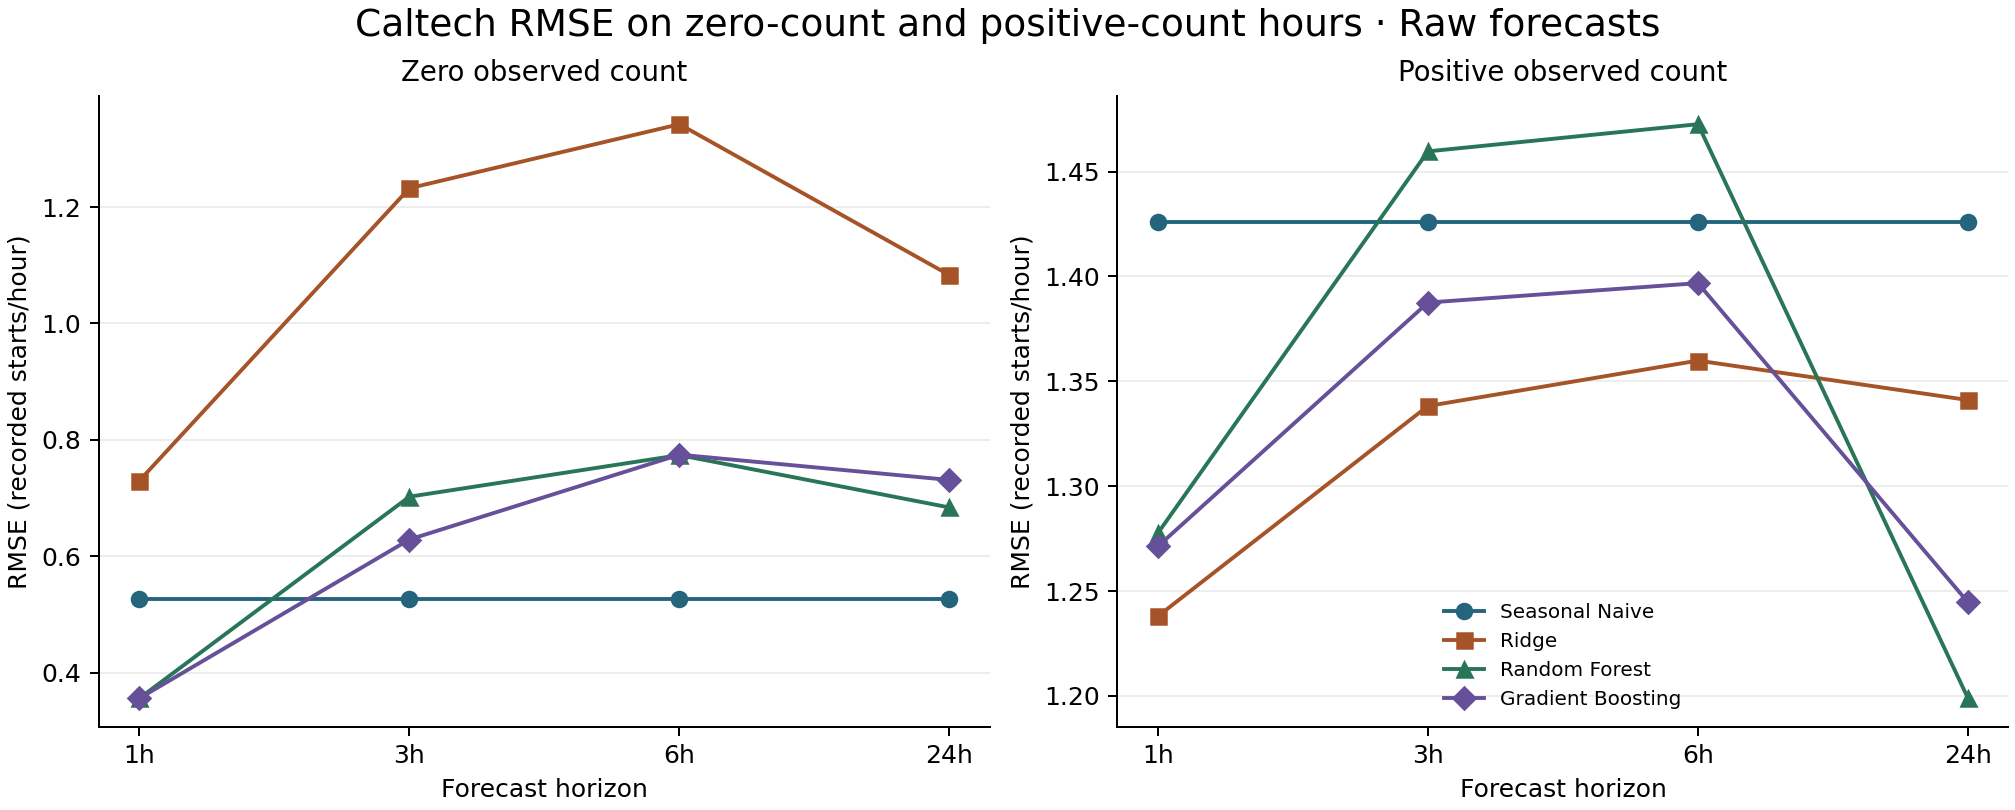 Caltech RMSE on zero-count and positive-count hours · Raw forecasts
Zero observed count
RMSE (recorded starts/hour)
1.2
1.0
0.8
0.6
0.4
1h
3h
6h
24h
Forecast horizon
Positive observed count
RMSE (recorded starts/hour)
1.45
1.40
1.35
1.30
1.25
1.20
Seasonal Naive
Ridge
Random Forest
Gradient Boosting
1h
3h
6h
24h
Forecast horizon